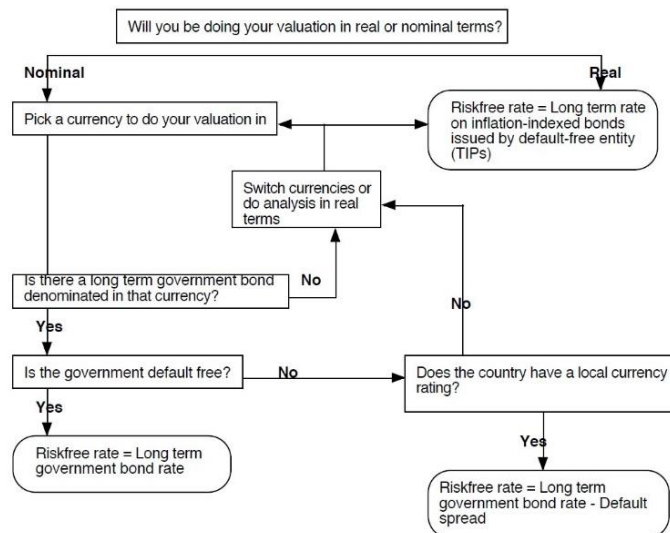 Will you be doing your valuation in real or nominal terms?
Nominal
Real
Pick a currency to do your valuation in
Riskfree rate = Long term rate
on inflation-indexed bonds
issued by default-free entity
(TIPs)
Switch currencies or
do analysis in real
terms
Is there a long term government bond
denominated in that currency?
No
No
Yes
Is the government default free?
No
Does the country have a local currency
rating?
Yes
Yes
Riskfree rate = Long term
government bond rate
Riskfree rate = Long term
government bond rate - Default
spread